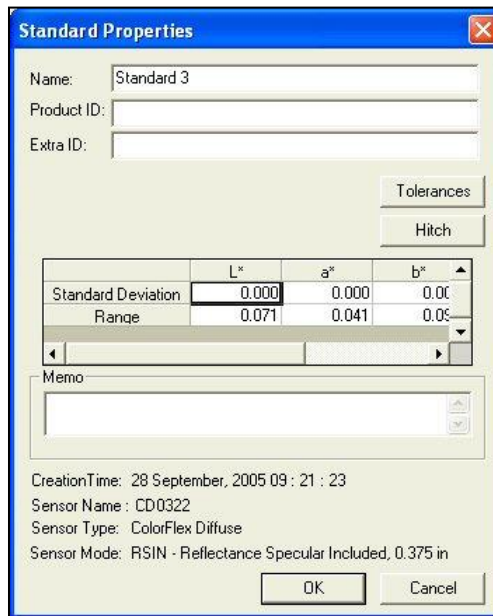 Standard Properties
Name: Standard 3
Product ID:
Extra ID:
Tolerances
Hitch
L* a* b*
Standard Deviation 0.000 0.000 0.00
Range 0.071 0.041
Memo
CreationTime: 28 September, 2005 09 : 21 : 23
Sensor Name : CD0322
Sensor Type: ColorFlex Diffuse
Sensor Mode: RSIN - Reflectance Specular Included, 0.375 in
OK Cancel